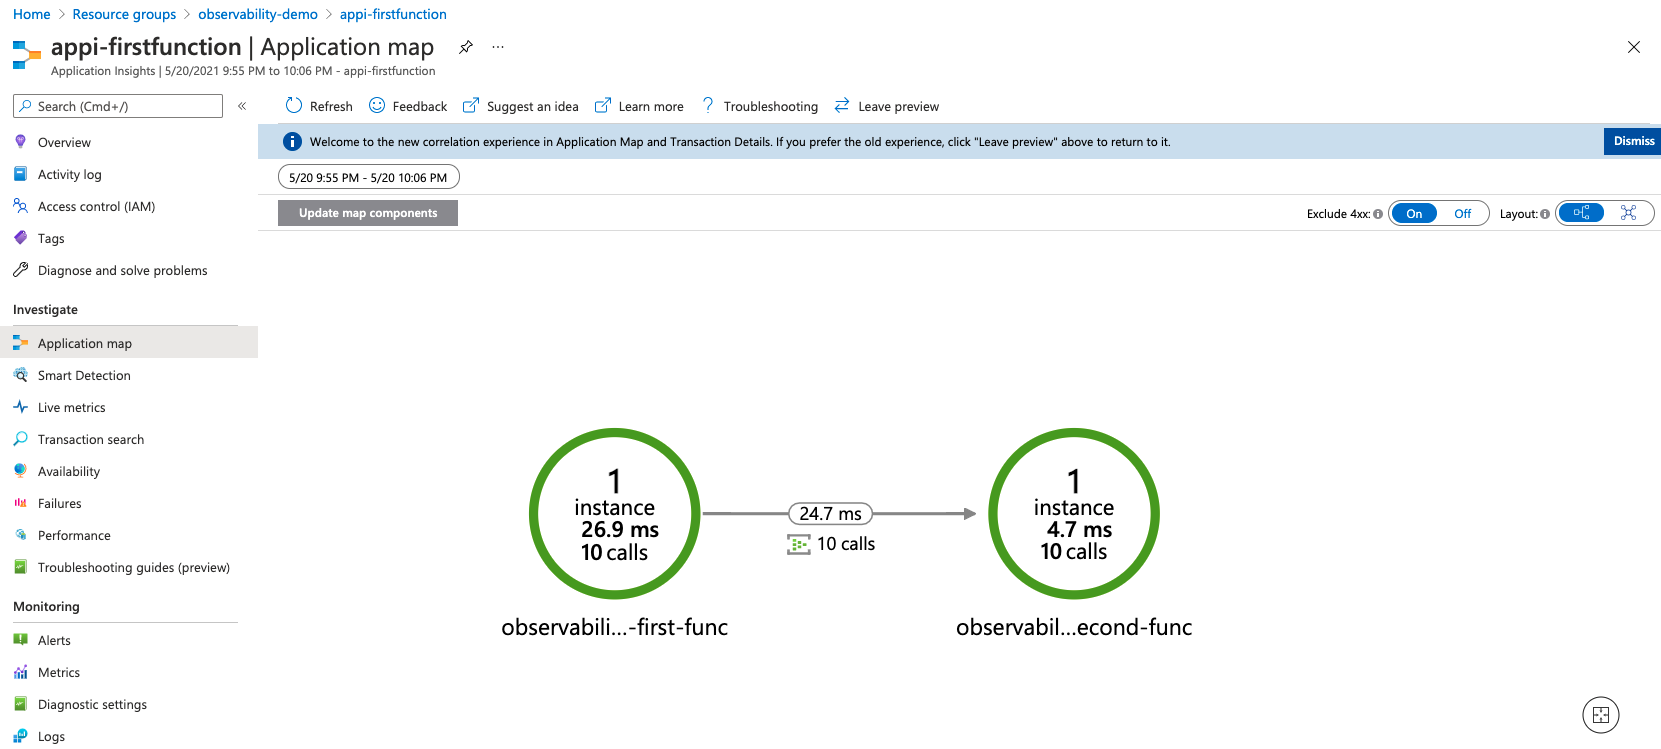 Home > Resource groups > observability-demo > appi-firstfunction
appi-firstfunction | Application map
Application Insights | 5/20/2021 9:55 PM to 10:06 PM - appi-firstfunction
Search (Cmd+/)
«
Overview
Activity log
Access control (IAM)
Tags
Diagnose and solve problems
Investigate
Application map
Smart Detection
Live metrics
Transaction search
Availability
Failures
Performance
Troubleshooting guides (preview)
Monitoring
Alerts
Metrics
Diagnostic settings
Logs
Refresh Feedback Suggest an idea Learn more ? Troubleshooting Leave preview
Welcome to the new correlation experience in Application Map and Transaction Details. If you prefer the old experience, click "Leave preview" above to return to it.
Dismiss
5/20 9:55 PM - 5/20 10:06 PM
Update map components
Exclude 4xx: On Off Layout:
1
instance
26.9 ms
10 calls
observabili...-first-func
24.7 ms
10 calls
1
instance
4.7 ms
10 calls
observabil...econd-func